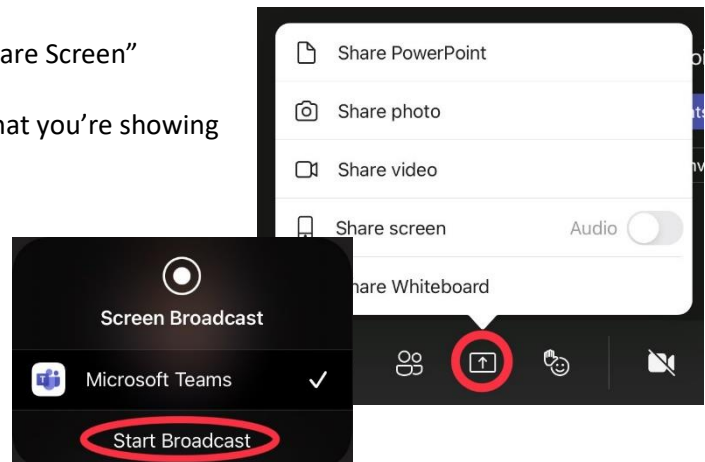 are Screen”
hat you’re showing
Share PowerPoint
Share photo
Share video
Share screen Audio
hare Whiteboard
Screen Broadcast
Microsoft Teams
Start Broadcast